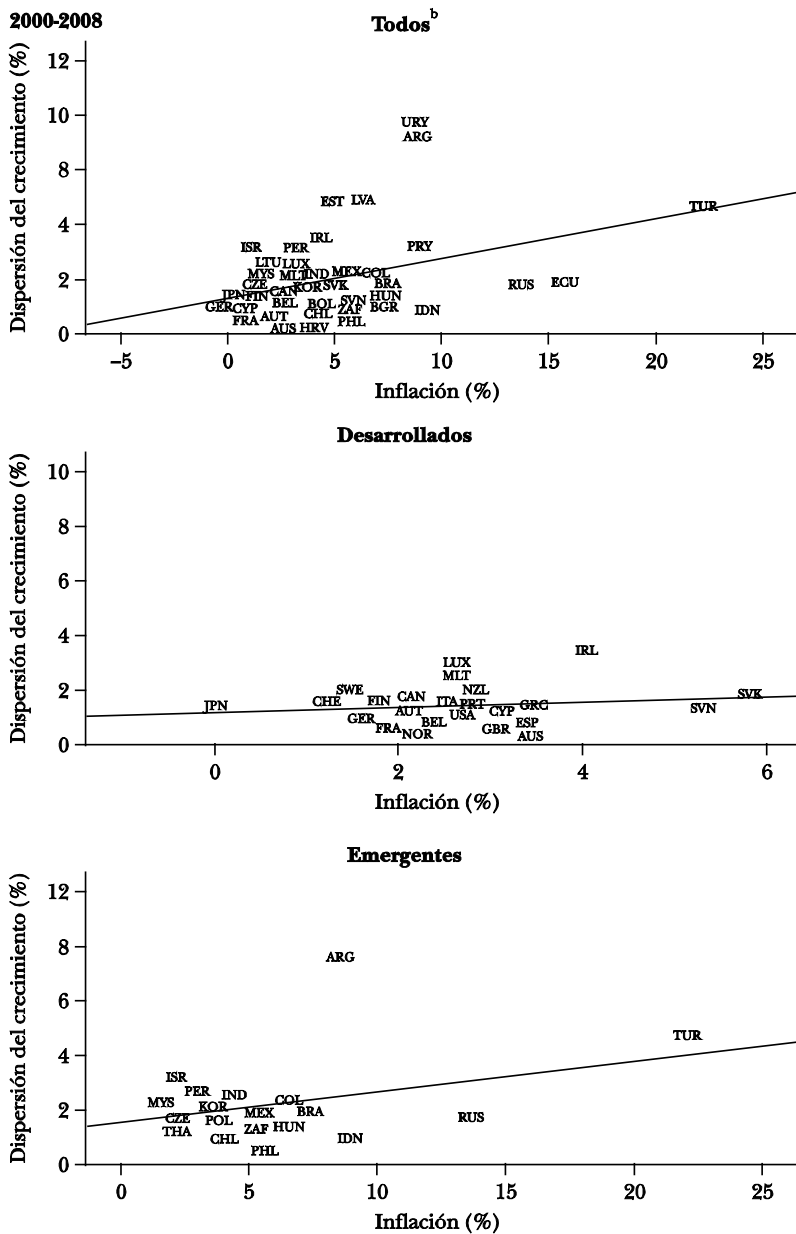 2000-2008
Todos^b
Dispersión del crecimiento (%)
12
10
8
4
2
0
URY
ARG
EST LVA
TUR
IRL
ISR PER PRY
LTU LUX
MYS MLT IND MEX COL
CZE KOR SVK BRA RUS ECU
JPN FIN CAN HUN
GER CYP BEL BOL SVN ZAF BGR IDN
FRA AUT CHL PHL
AUS HRV
−5 0 5 10 15 20 25
Inflación (%)
Desarrollados
Dispersión del crecimiento (%)
10
8
6
4
2
0
IRL
LUX
MLT
SWE NZL
CHE FIN CAN ITA PRT GRC SVK
JPN AUT CYP SVN
GER BEL USA ESP
FRA NOR GBR AUS
0 2 4 6
Inflación (%)
Emergentes
Dispersión del crecimiento (%)
12
8
6
4
2
0
ARG
TUR
ISR
PER IND
MYS KOR COL
CZE POL MEX BRA RUS
THA ZAF HUN
CHL IDN
PHL
0 5 10 15 20 25
Inflación (%)